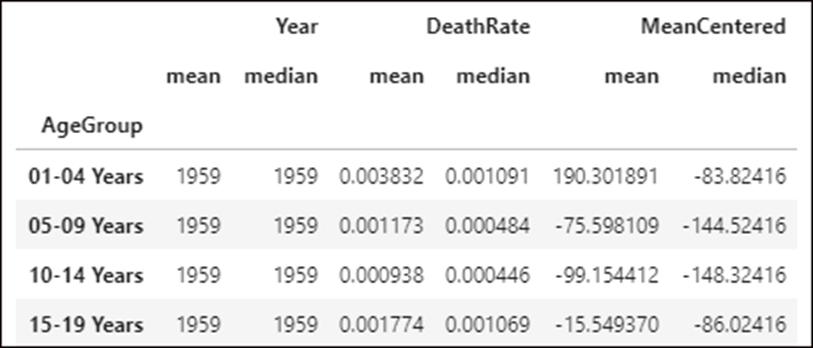 Year DeathRate MeanCentered
mean median mean median mean median
AgeGroup
01-04 Years 1959 1959 0.003832 0.001091 190.301891 -83.82416
05-09 Years 1959 1959 0.001173 0.000484 -75.598109 -144.52416
10-14 Years 1959 1959 0.000938 0.000446 -99.154412 -148.32416
15-19 Years 1959 1959 0.001774 0.001069 -15.549370 -86.02416